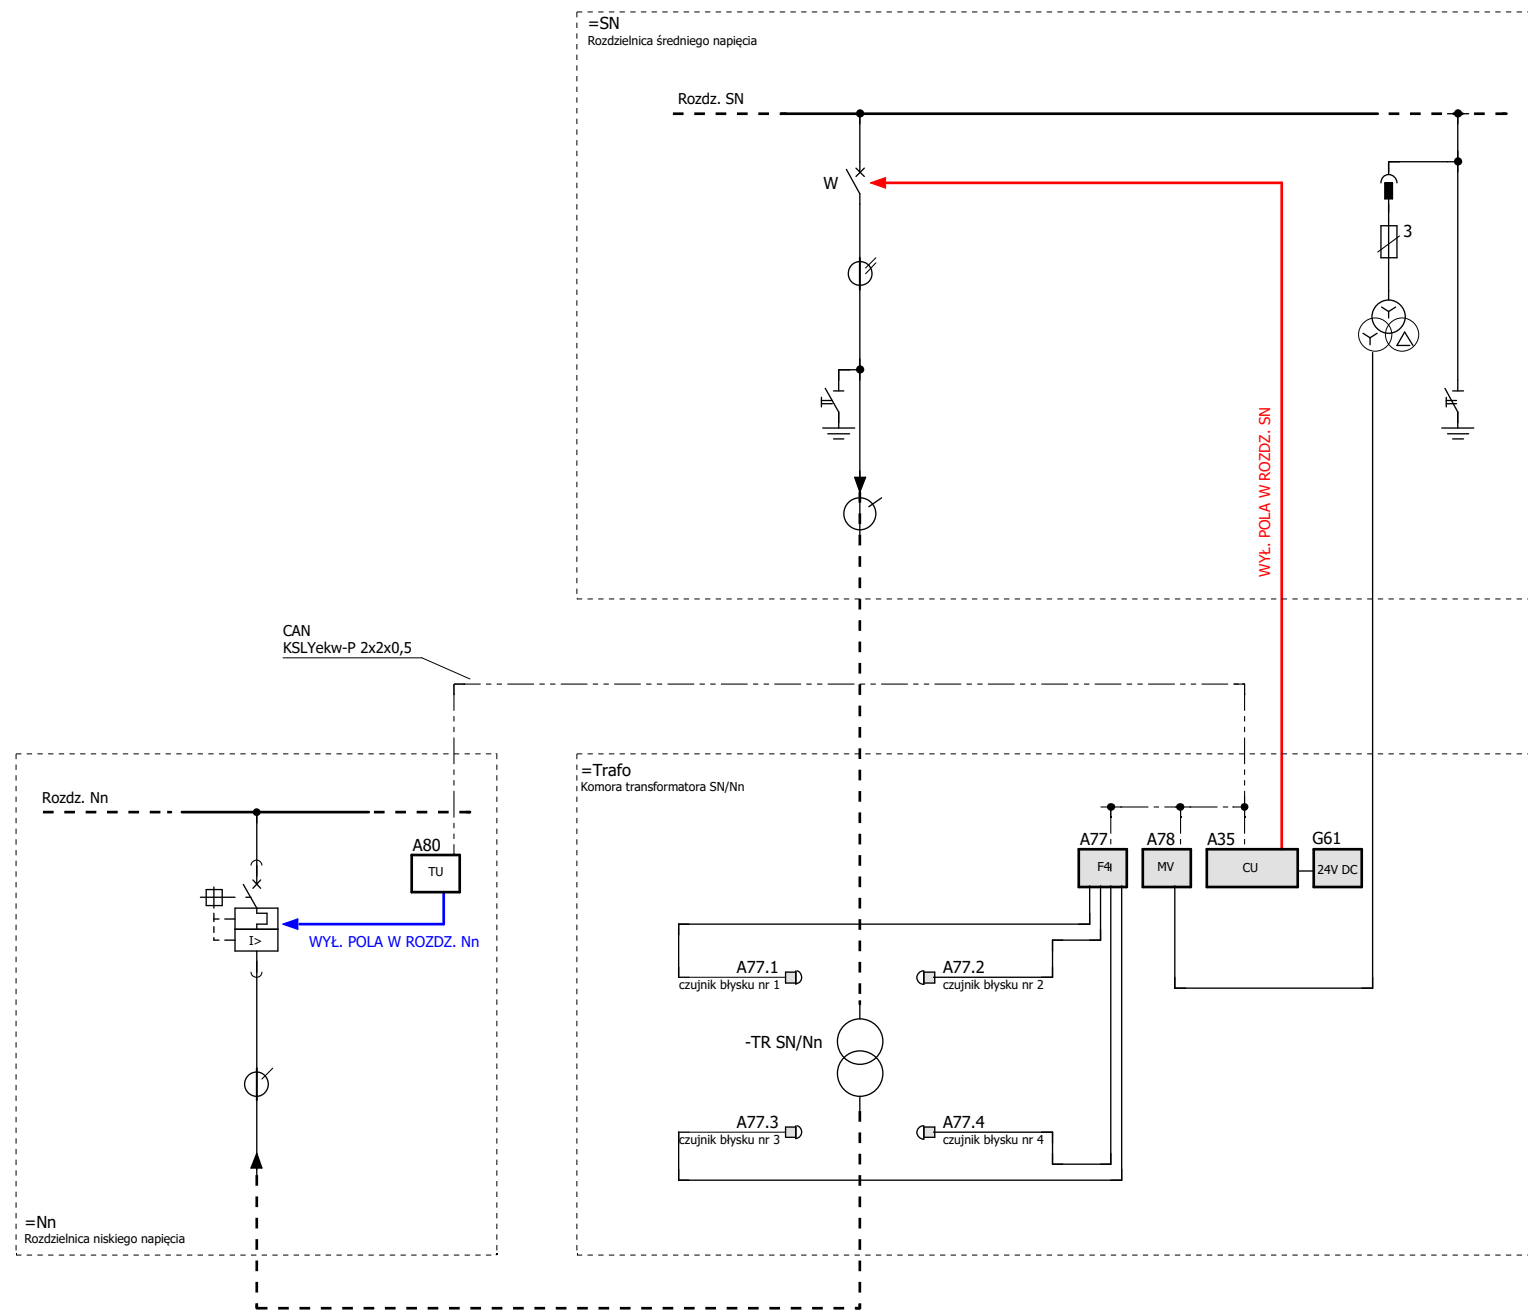 =SN
Rozdzielnica średniego napięcia
Rozdz. SN
W
3
WYŁ. POLA W ROZDZ. SN
CAN
KSLYekw-P 2x2x0,5
=Trafo
Komora transformatora SN/Nn
Rozdz. Nn
A80
TU
A77
F4
A78
MV
A35
CU
G61
24V DC
I>
WYŁ. POLA W ROZDZ. Nn
A77.1
czujnik błysku nr 1
A77.2
czujnik błysku nr 2
-TR SN/Nn
A77.3
czujnik błysku nr 3
A77.4
czujnik błysku nr 4
=Nn
Rozdzielnica niskiego napięcia